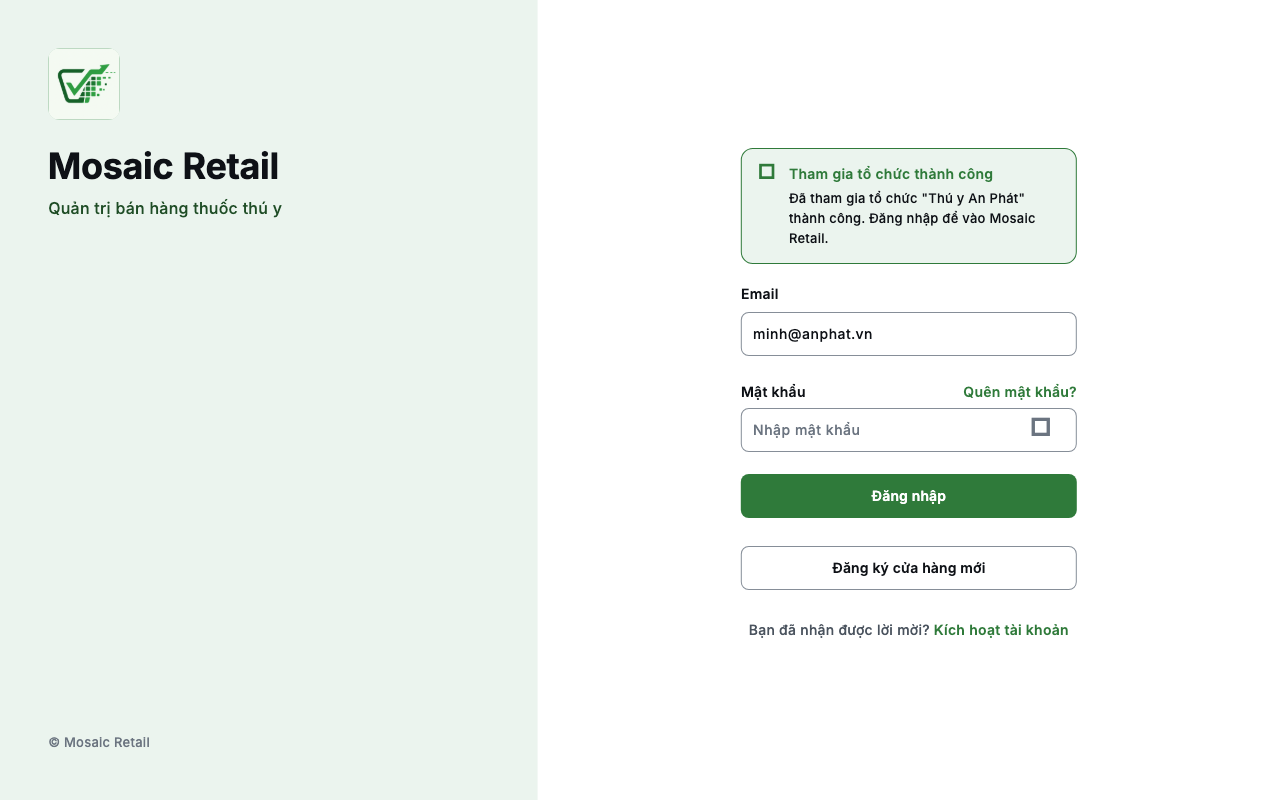 Mosaic Retail
Quản trị bán hàng thuốc thú y
© Mosaic Retail
Tham gia tổ chức thành công
Đã tham gia tổ chức "Thú y An Phát"
thành công. Đăng nhập để vào Mosaic
Retail.
Email
minh@anphat.vn
Mật khẩu
Quên mật khẩu?
Nhập mật khẩu
Đăng nhập
Đăng ký cửa hàng mới
Bạn đã nhận được lời mời? Kích hoạt tài khoản